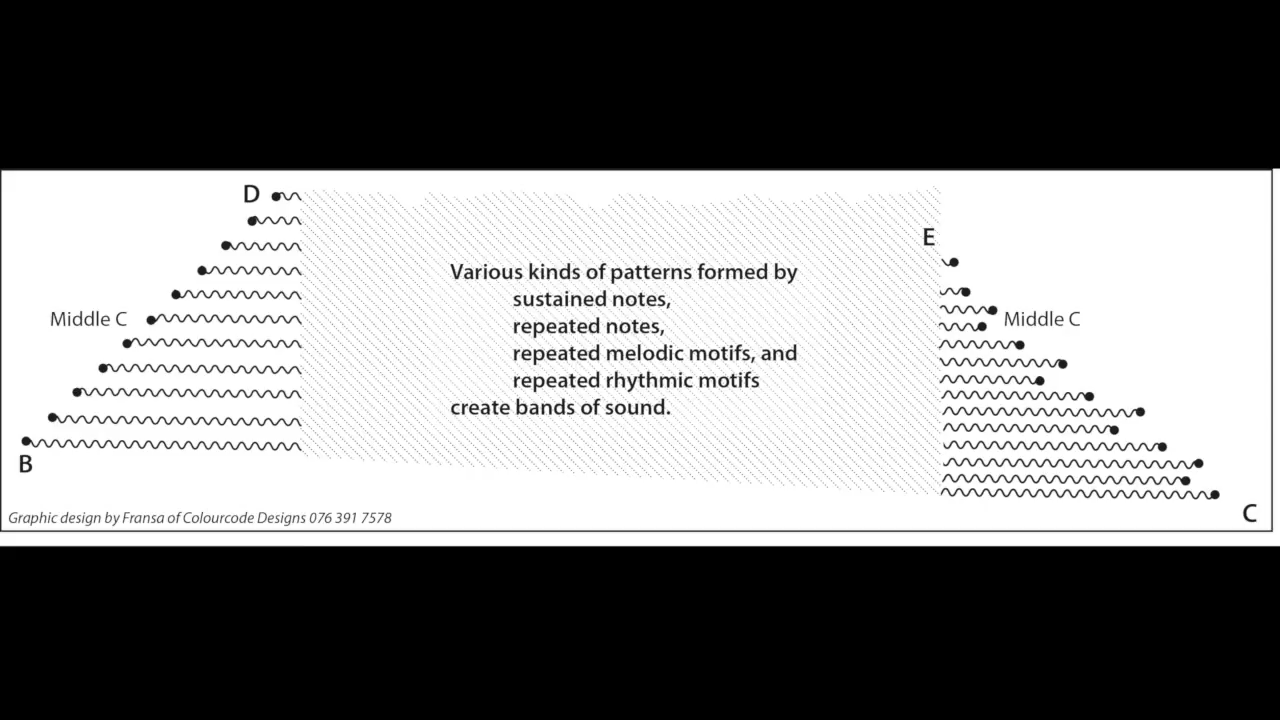 D
E
Various kinds of patterns formed by
sustained notes,
Middle C
Middle C
repeated notes,
repeated melodic motifs, and
repeated rhythmic motifs
create bands of sound.
B
C
Graphic design by Fransa of Colourcode Designs 076 391 7578